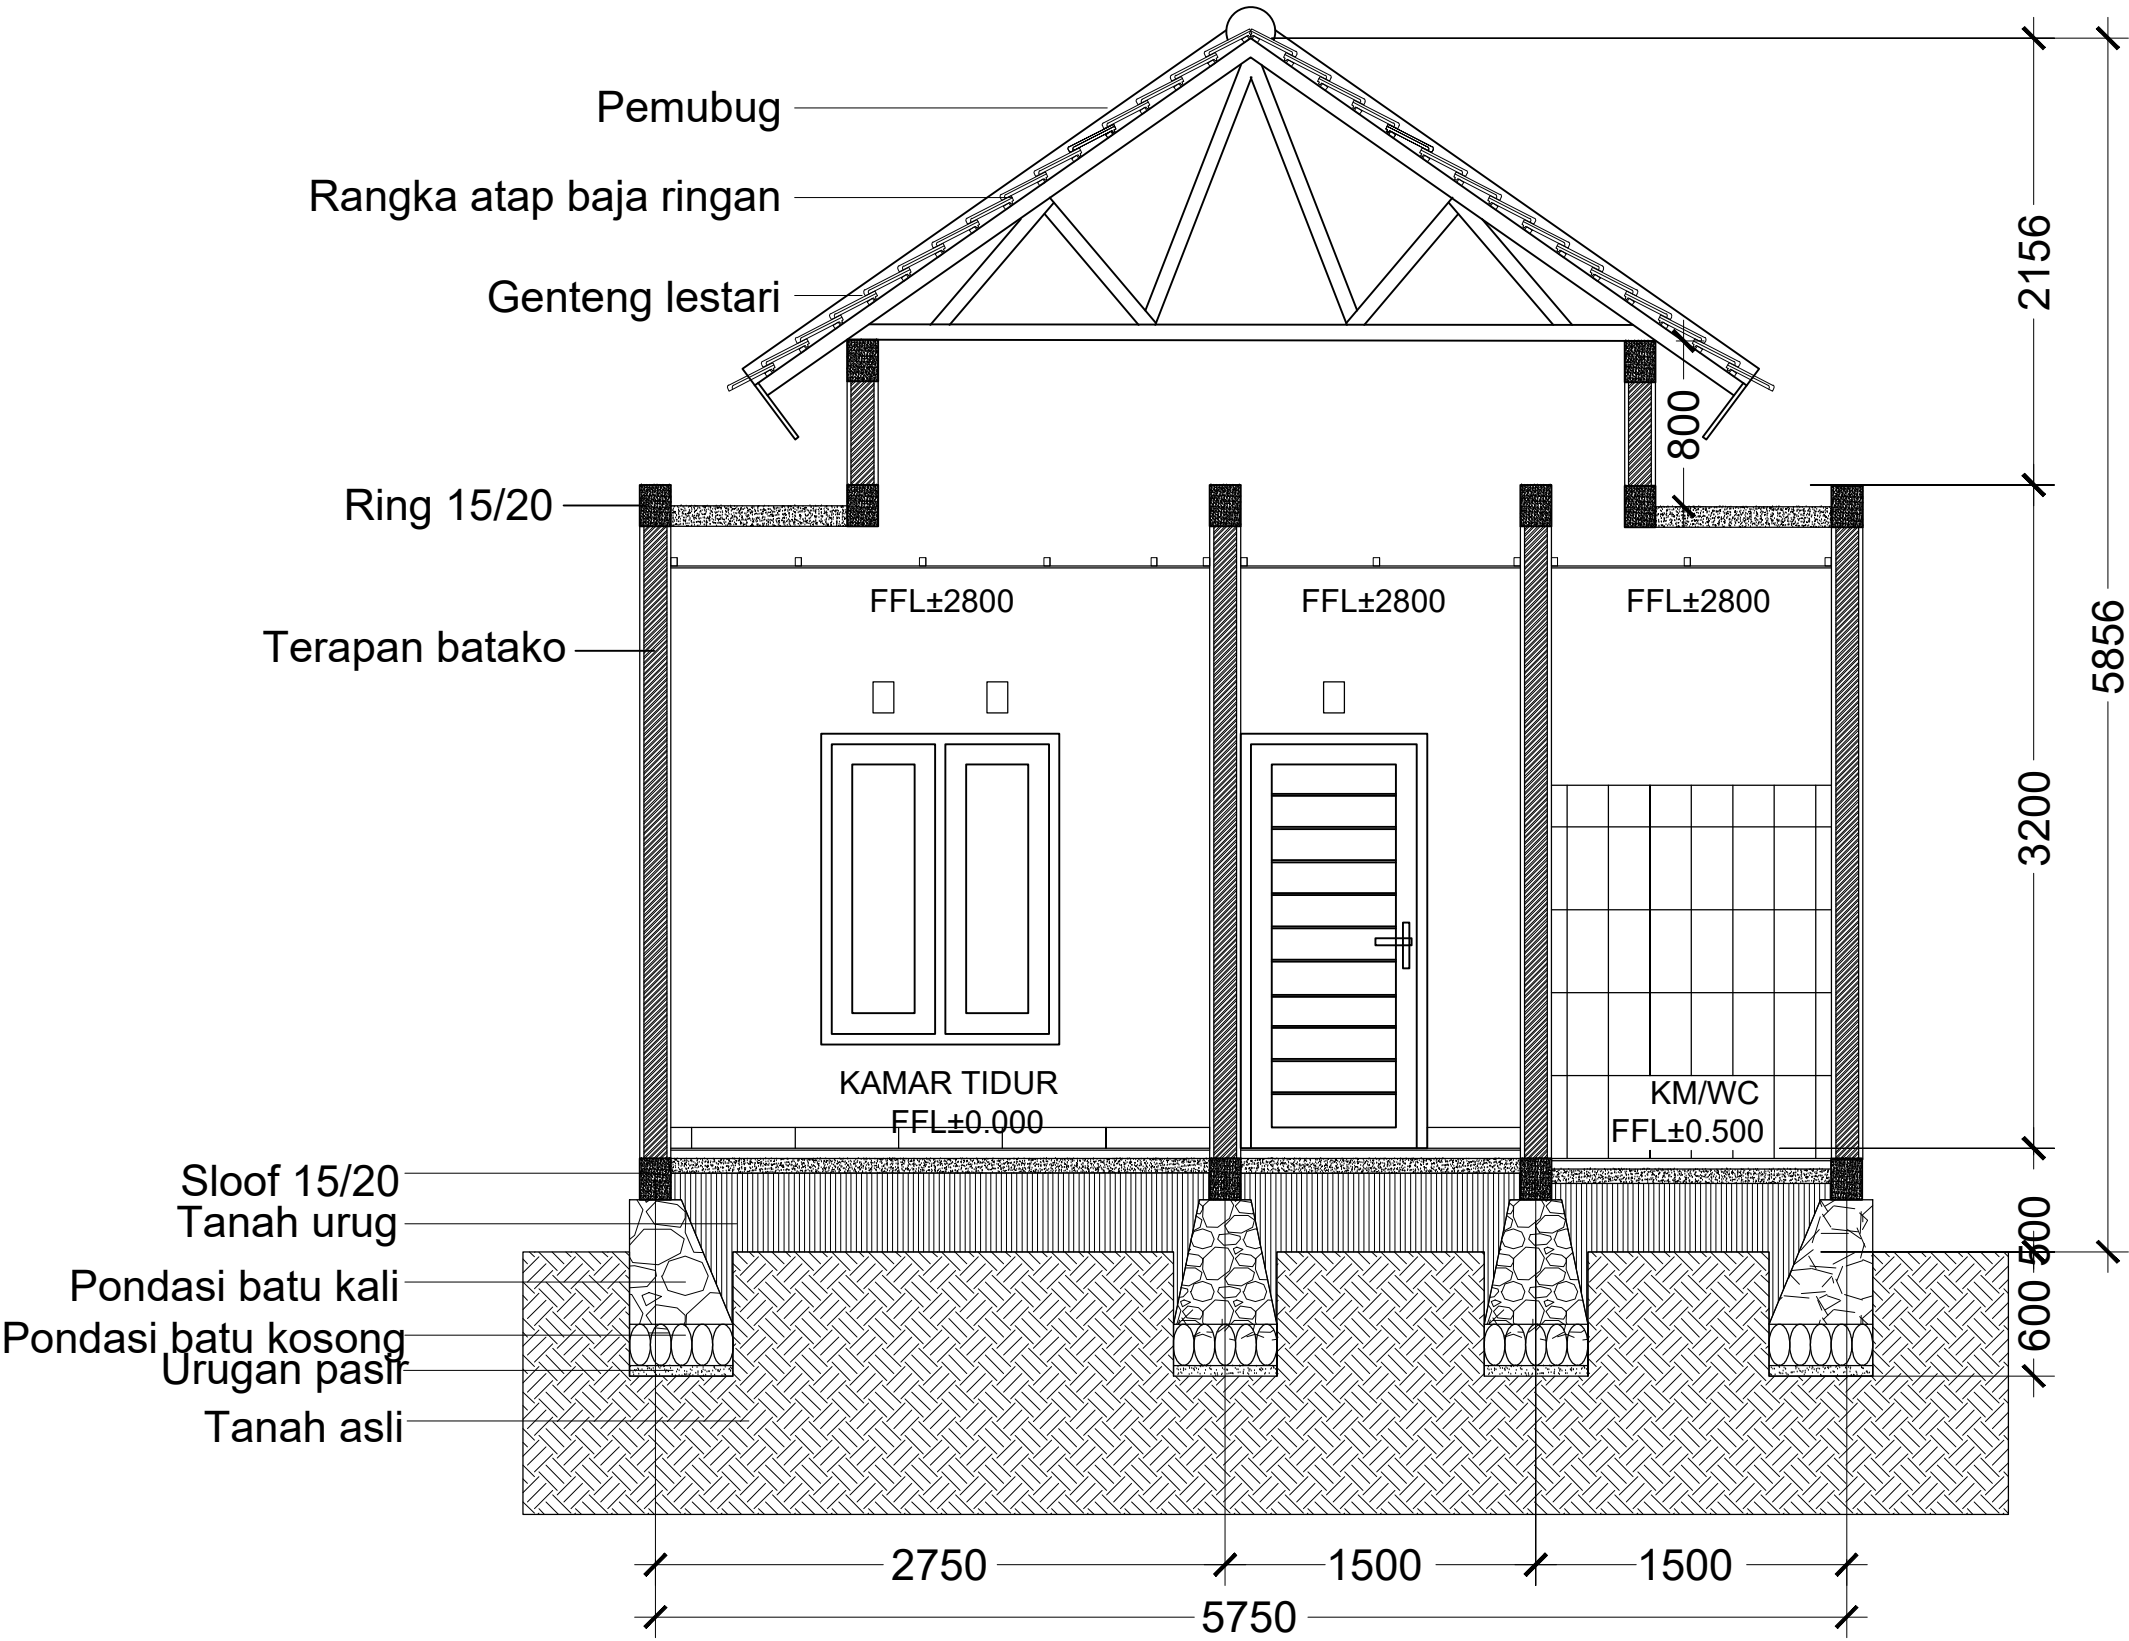 Pemubug
Rangka atap baja ringan
Genteng lestari
Ring 15/20
Terapan batako
Sloof 15/20
Tanah urug
Pondasi batu kali
Pondasi batu kosong
Urugan pasir
Tanah asli
FFL±2800
FFL±2800
FFL±2800
KAMAR TIDUR
FFL±0.000
KM/WC
FFL±0.500
800
2156
3200
500
600
5856
2750
1500
1500
5750